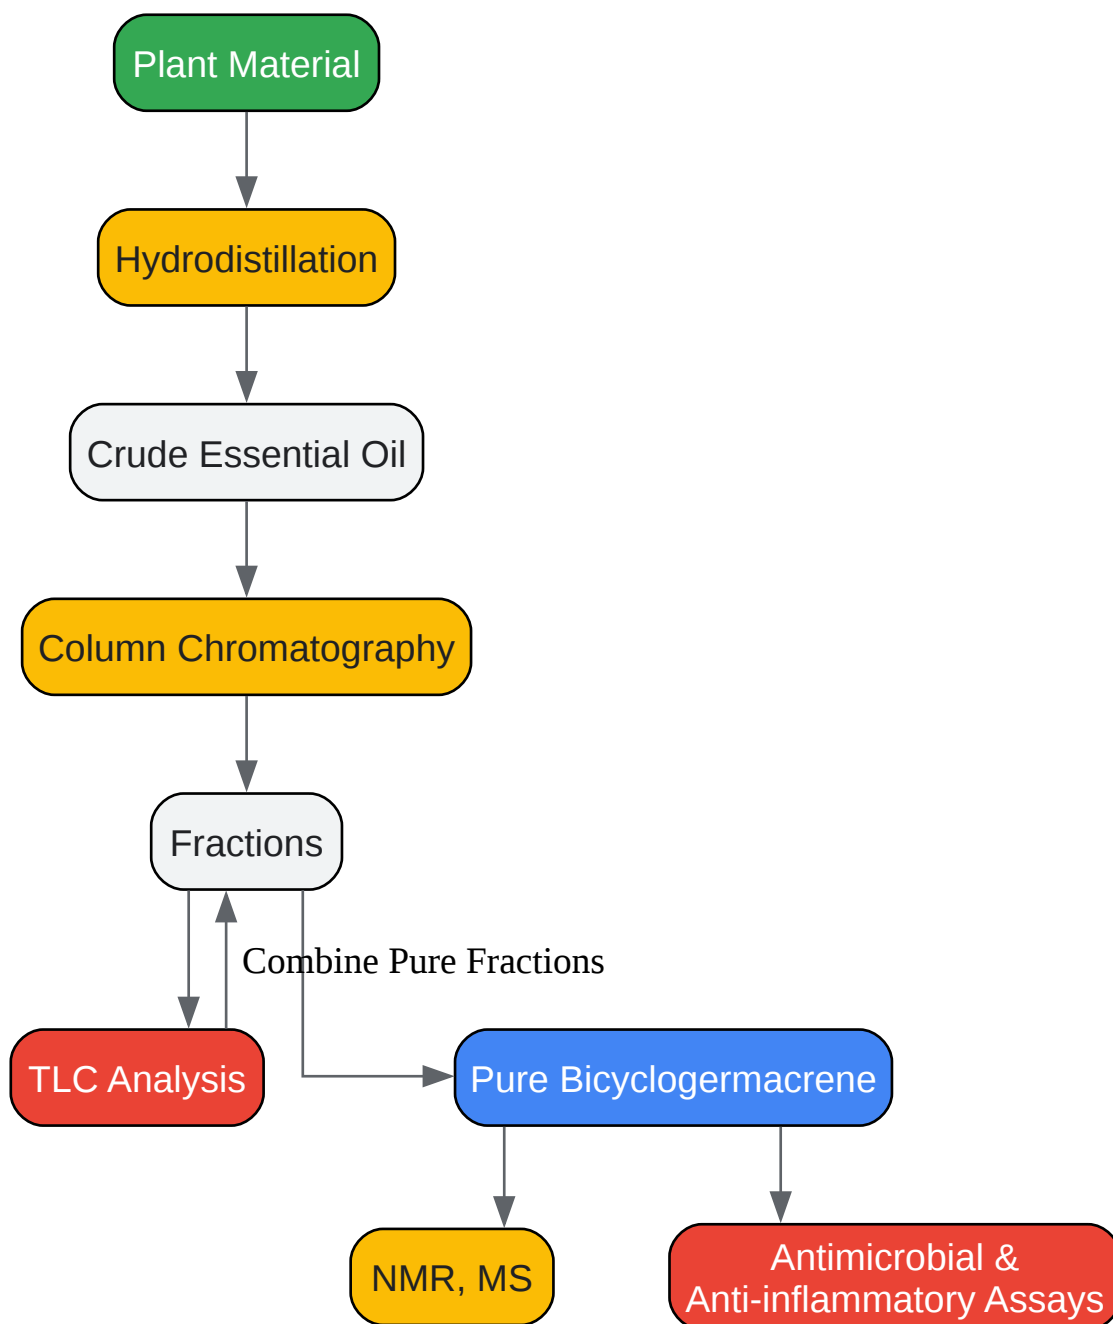 Plant Material
Hydrodistillation
Crude Essential Oil
Column Chromatography
Fractions
Combine Pure Fractions
TLC Analysis
Pure Bicyclogermacrene
NMR, MS
Antimicrobial &
Anti-inflammatory Assays